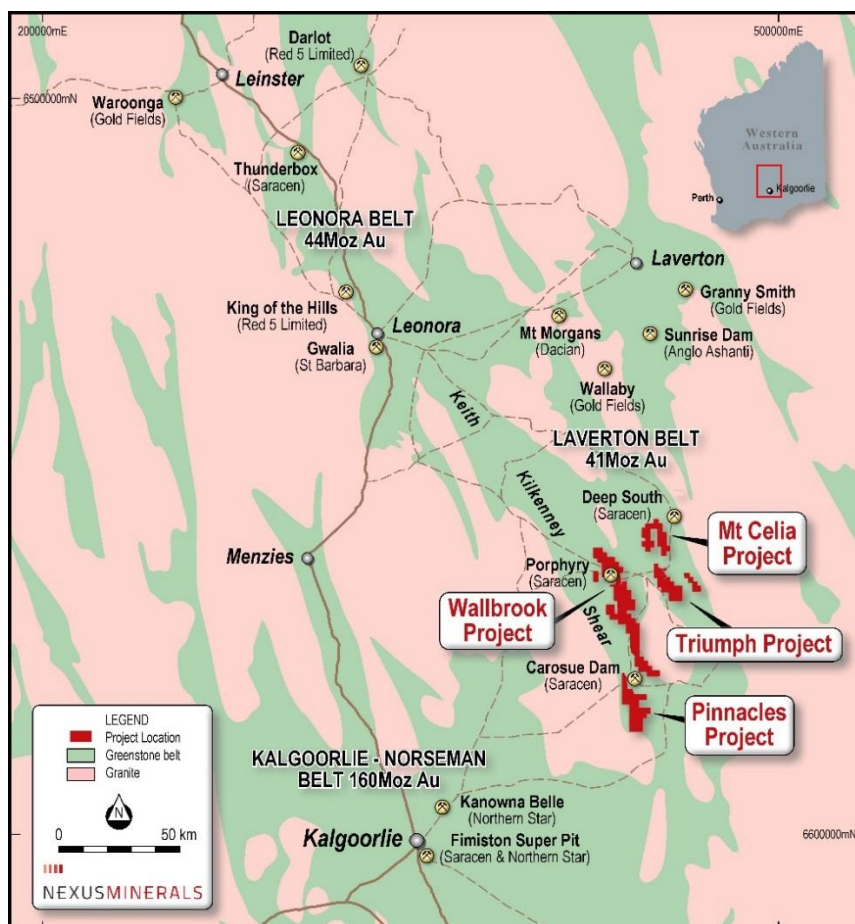 200000mE
500000mE
Darlot
(Red 5 Limited)
Leinster
6500000mN
Waroonga
(Gold Fields)
Western
Australia
Perth
Kalgoorlie
Thunderbox
(Saracen)
LEONORA BELT
44Moz Au
Laverton
King of the Hills
(Red 5 Limited)
Leonora
Gwalia
(St Barbara)
Granny Smith
(Gold Fields)
Mt Morgans
(Dacian)
Sunrise Dam
(Anglo Ashanti)
Wallaby
(Gold Fields)
Keith
LAVERTON BELT
41Moz Au
Kilkenney
Deep South
(Saracen)
Mt Celia
Project
Menzies
Porphyry
(Saracen)
Wallbrook
Project
Shear
Triumph Project
Carosue Dam
(Saracen)
Pinnacles
Project
LEGEND
Project Location
Greenstone belt
Granite
N
0 50 km
NEXUSMINERALS
KALGOORLIE - NORSEMAN
BELT 160Moz Au
Kanowna Belle
(Northern Star)
Kalgoorlie
Fimiston Super Pit
(Saracen & Northern Star)
6600000mN